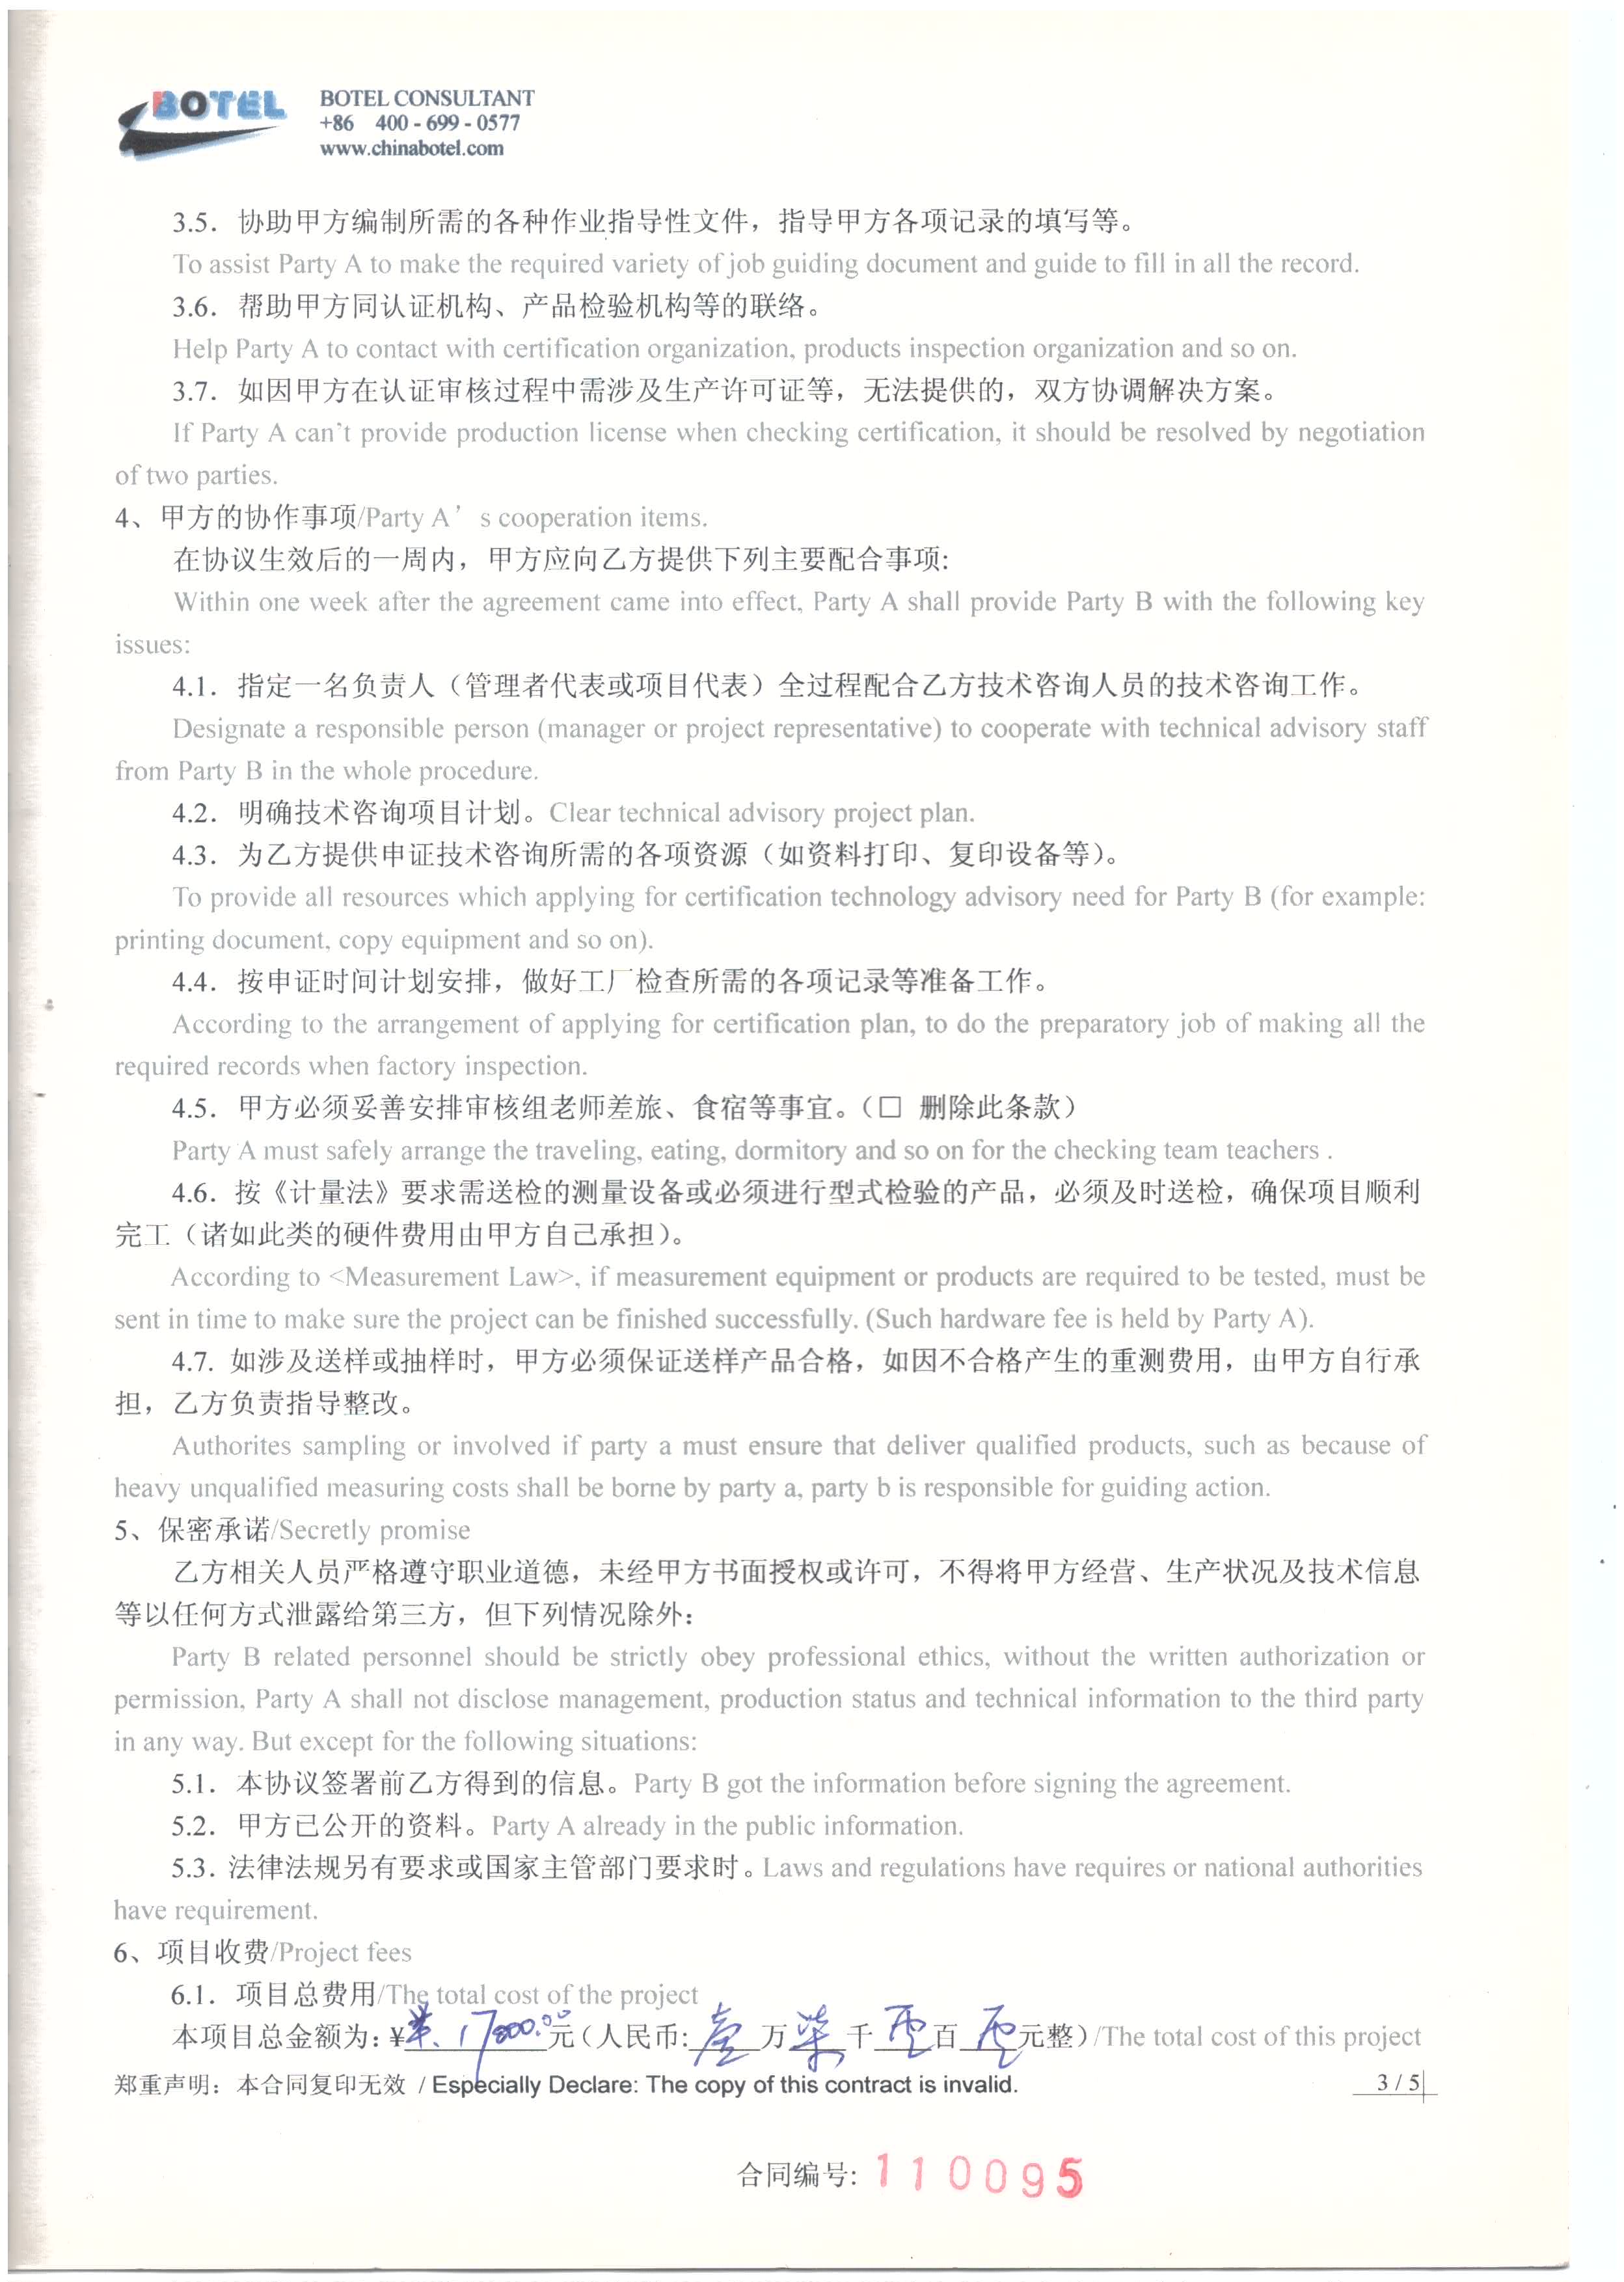 BOTEL
BOTEL CONSULTANT
+86 400 - 699 - 0577
www.chinabotel.com
3.5. 协助甲方编制所需的各种作业指导性文件，指导甲方各项记录的填写等。
To assist Party A to make the required variety of job guiding document and guide to fill in all the record.
3.6. 帮助甲方同认证机构、产品检验机构等的联络。
Help Party A to contact with certification organization, products inspection organization and so on.
3.7. 如因甲方在认证审核过程中需涉及生产许可证等，无法提供的，双方协调解决方案。
If Party A can't provide production license when checking certification, it should be resolved by negotiation
of two parties.
4、甲方的协作事项/Party A’ s cooperation items.
在协议生效后的一周内，甲方应向乙方提供下列主要配合事项:
Within one week after the agreement came into effect, Party A shall provide Party B with the following key
issues:
4.1. 指定一名负责人（管理者代表或项目代表）全过程配合乙方技术咨询人员的技术咨询工作。
Designate a responsible person (manager or project representative) to cooperate with technical advisory staff
from Party B in the whole procedure.
4.2. 明确技术咨询项目计划。Clear technical advisory project plan.
4.3. 为乙方提供申证技术咨询所需的各项资源（如资料打印、复印设备等）。
To provide all resources which applying for certification technology advisory need for Party B (for example:
printing document, copy equipment and so on).
4.4. 按申证时间计划安排，做好工厂检查所需的各项记录等准备工作。
According to the arrangement of applying for certification plan, to do the preparatory job of making all the
required records when factory inspection.
4.5. 甲方必须妥善安排审核组老师差旅、食宿等事宜。（□ 删除此条款）
Party A must safely arrange the traveling, eating, dormitory and so on for the checking team teachers .
4.6. 按《计量法》要求需送检的测量设备或必须进行型式检验的产品，必须及时送检，确保项目顺利
完工（诸如此类的硬件费用由甲方自己承担）。
According to <Measurement Law>, if measurement equipment or products are required to be tested, must be
sent in time to make sure the project can be finished successfully. (Such hardware fee is held by Party A).
4.7. 如涉及送样或抽样时，甲方必须保证送样产品合格，如因不合格产生的重测费用，由甲方自行承
担，乙方负责指导整改。
Authorites sampling or involved if party a must ensure that deliver qualified products, such as because of
heavy unqualified measuring costs shall be borne by party a, party b is responsible for guiding action.
5、保密承诺/Secretly promise
乙方相关人员严格遵守职业道德，未经甲方书面授权或许可，不得将甲方经营、生产状况及技术信息
等以任何方式泄露给第三方，但下列情况除外：
Party B related personnel should be strictly obey professional ethics, without the written authorization or
permission, Party A shall not disclose management, production status and technical information to the third party
in any way. But except for the following situations:
5.1. 本协议签署前乙方得到的信息。Party B got the information before signing the agreement.
5.2. 甲方已公开的资料。Party A already in the public information.
5.3. 法律法规另有要求或国家主管部门要求时。Laws and regulations have requires or national authorities
have requirement.
6、项目收费/Project fees
6.1. 项目总费用/The total cost of the project
本项目总金额为: ¥ 17000.00元（人民币: 壹万柒千零百零元整）/The total cost of this project
郑重声明：本合同复印无效 / Especially Declare: The copy of this contract is invalid.
3 / 5
合同编号: 110095